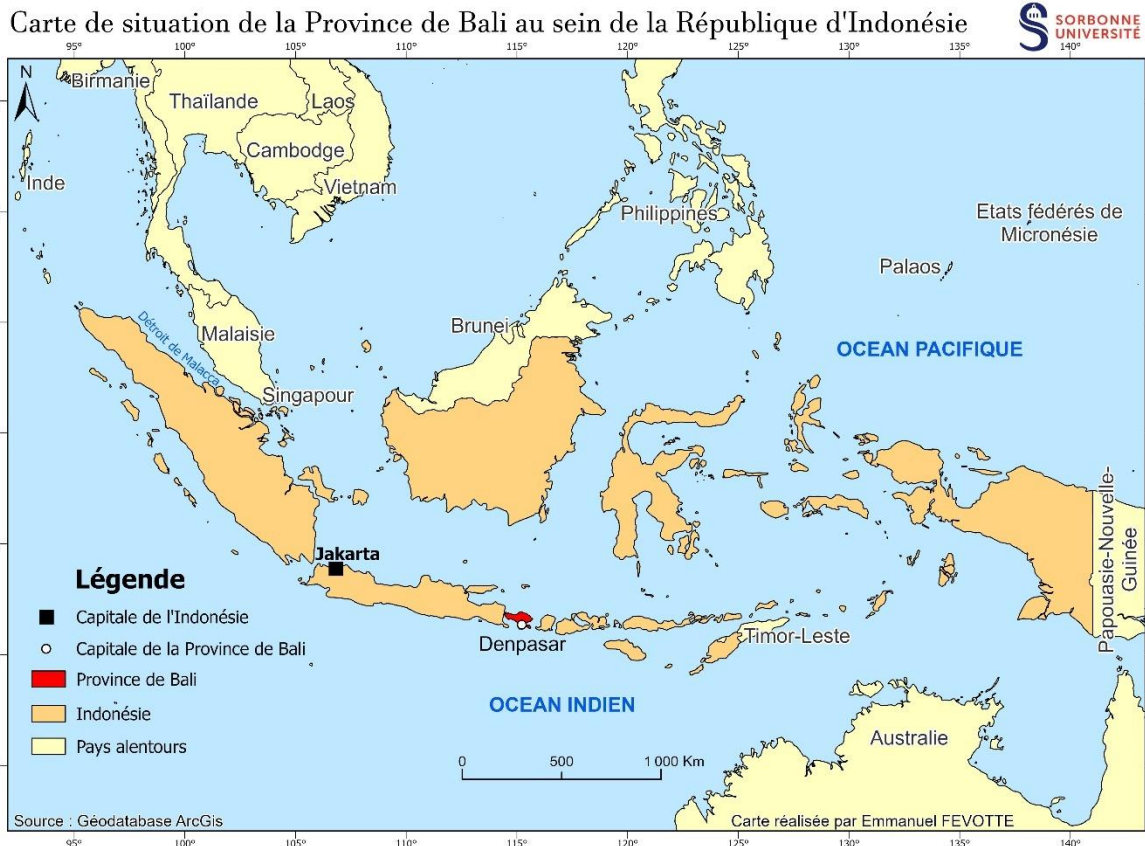 Carte de situation de la Province de Bali au sein de la République d'Indonésie
SORBONNE
UNIVERSITÉ
95°
100°
105°
110°
115°
120°
125°
130°
135°
140°
N
Birmanie
Thaïlande
Laos
Cambodge
Inde
Vietnam
Philippines
Etats fédérés de
Micronésie
Palaos
Brunei
Malaisie
Détroit de Malacca
OCEAN PACIFIQUE
Singapour
Papouasie-Nouvelle-
Guinée
Jakarta
Denpasar
Timor-Leste
OCEAN INDIEN
Australie
Légende
Capitale de l'Indonésie
Capitale de la Province de Bali
Province de Bali
Indonésie
Pays alentours
0
500
1 000 Km
Source : Géodatabase ArcGis
Carte réalisée par Emmanuel FEVOTTE
95°
100°
105°
110°
115°
120°
125°
130°
135°
140°